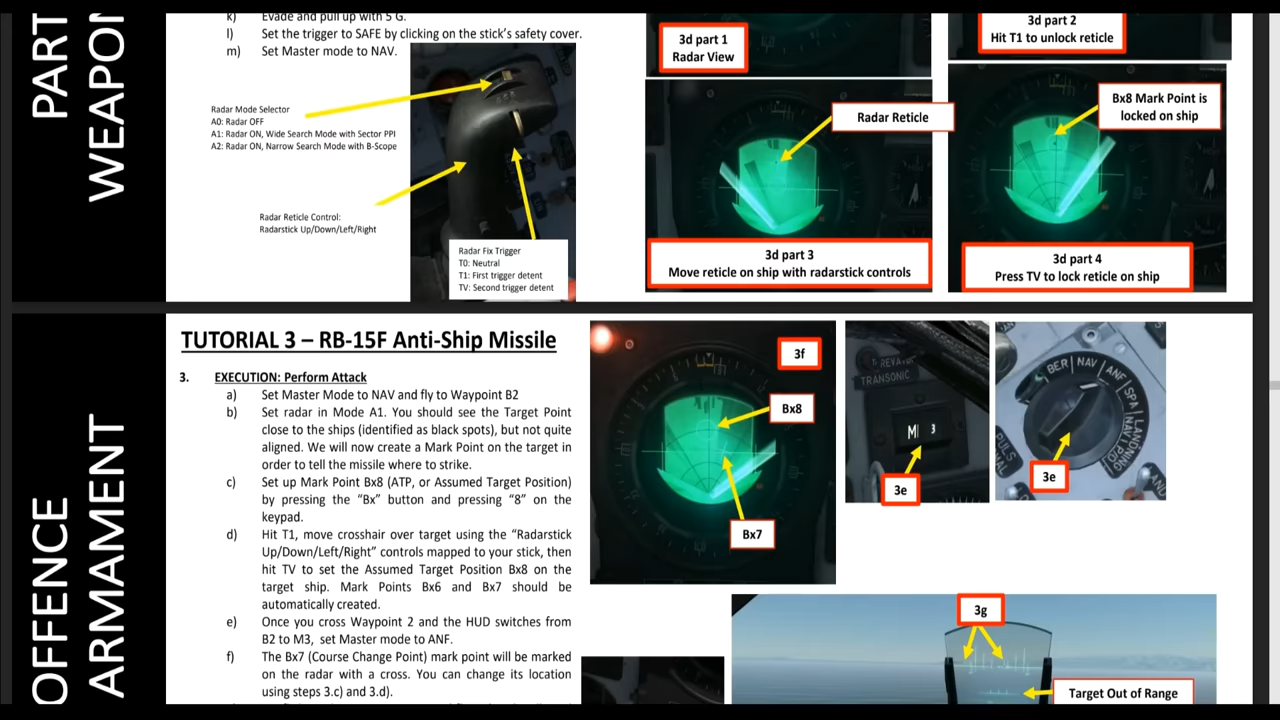 PART
WEAPON
k) Evade and pull up with 5 G.
l) Set the trigger to SAFE by clicking on the stick's safety cover.
m) Set Master mode to NAV.
Radar Mode Selector
A0: Radar OFF
A1: Radar ON, Wide Search Mode with Sector PPI
A2: Radar ON, Narrow Search Mode with B-Scope
Radar Reticle Control:
Radarstick Up/Down/Left/Right
Radar Fix Trigger
T0: Neutral
T1: First trigger detent
TV: Second trigger detent
3d part 1
Radar View
3d part 2
Hit T1 to unlock reticle
Radar Reticle
3d part 3
Move reticle on ship with radarstick controls
Bx8 Mark Point is
locked on ship
3d part 4
Press TV to lock reticle on ship
OFFENCE
ARMAMENT
TUTORIAL 3 – RB-15F Anti-Ship Missile
3. EXECUTION: Perform Attack
a) Set Master Mode to NAV and fly to Waypoint B2
b) Set radar in Mode A1. You should see the Target Point
close to the ships (identified as black spots), but not quite
aligned. We will now create a Mark Point on the target in
order to tell the missile where to strike.
c) Set up Mark Point Bx8 (ATP, or Assumed Target Position)
by pressing the "Bx" button and pressing "8" on the
keypad.
d) Hit T1, move crosshair over target using the "Radarstick
Up/Down/Left/Right" controls mapped to your stick, then
hit TV to set the Assumed Target Position Bx8 on the
target ship. Mark Points Bx6 and Bx7 should be
automatically created.
e) Once you cross Waypoint 2 and the HUD switches from
B2 to M3, set Master mode to ANF.
f) The Bx7 (Course Change Point) mark point will be marked
on the radar with a cross. You can change its location
using steps 3.c) and 3.d).
3f
Bx8
Bx7
TRANSONIC
M 3
3e
BER NAV ANF SPA LANDING
3e
3g
Target Out of Range